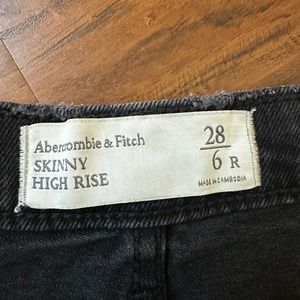 Abercrombie & Fitch
SKINNY
HIGH RISE
28
6 R
MADE IN CAMBODIA